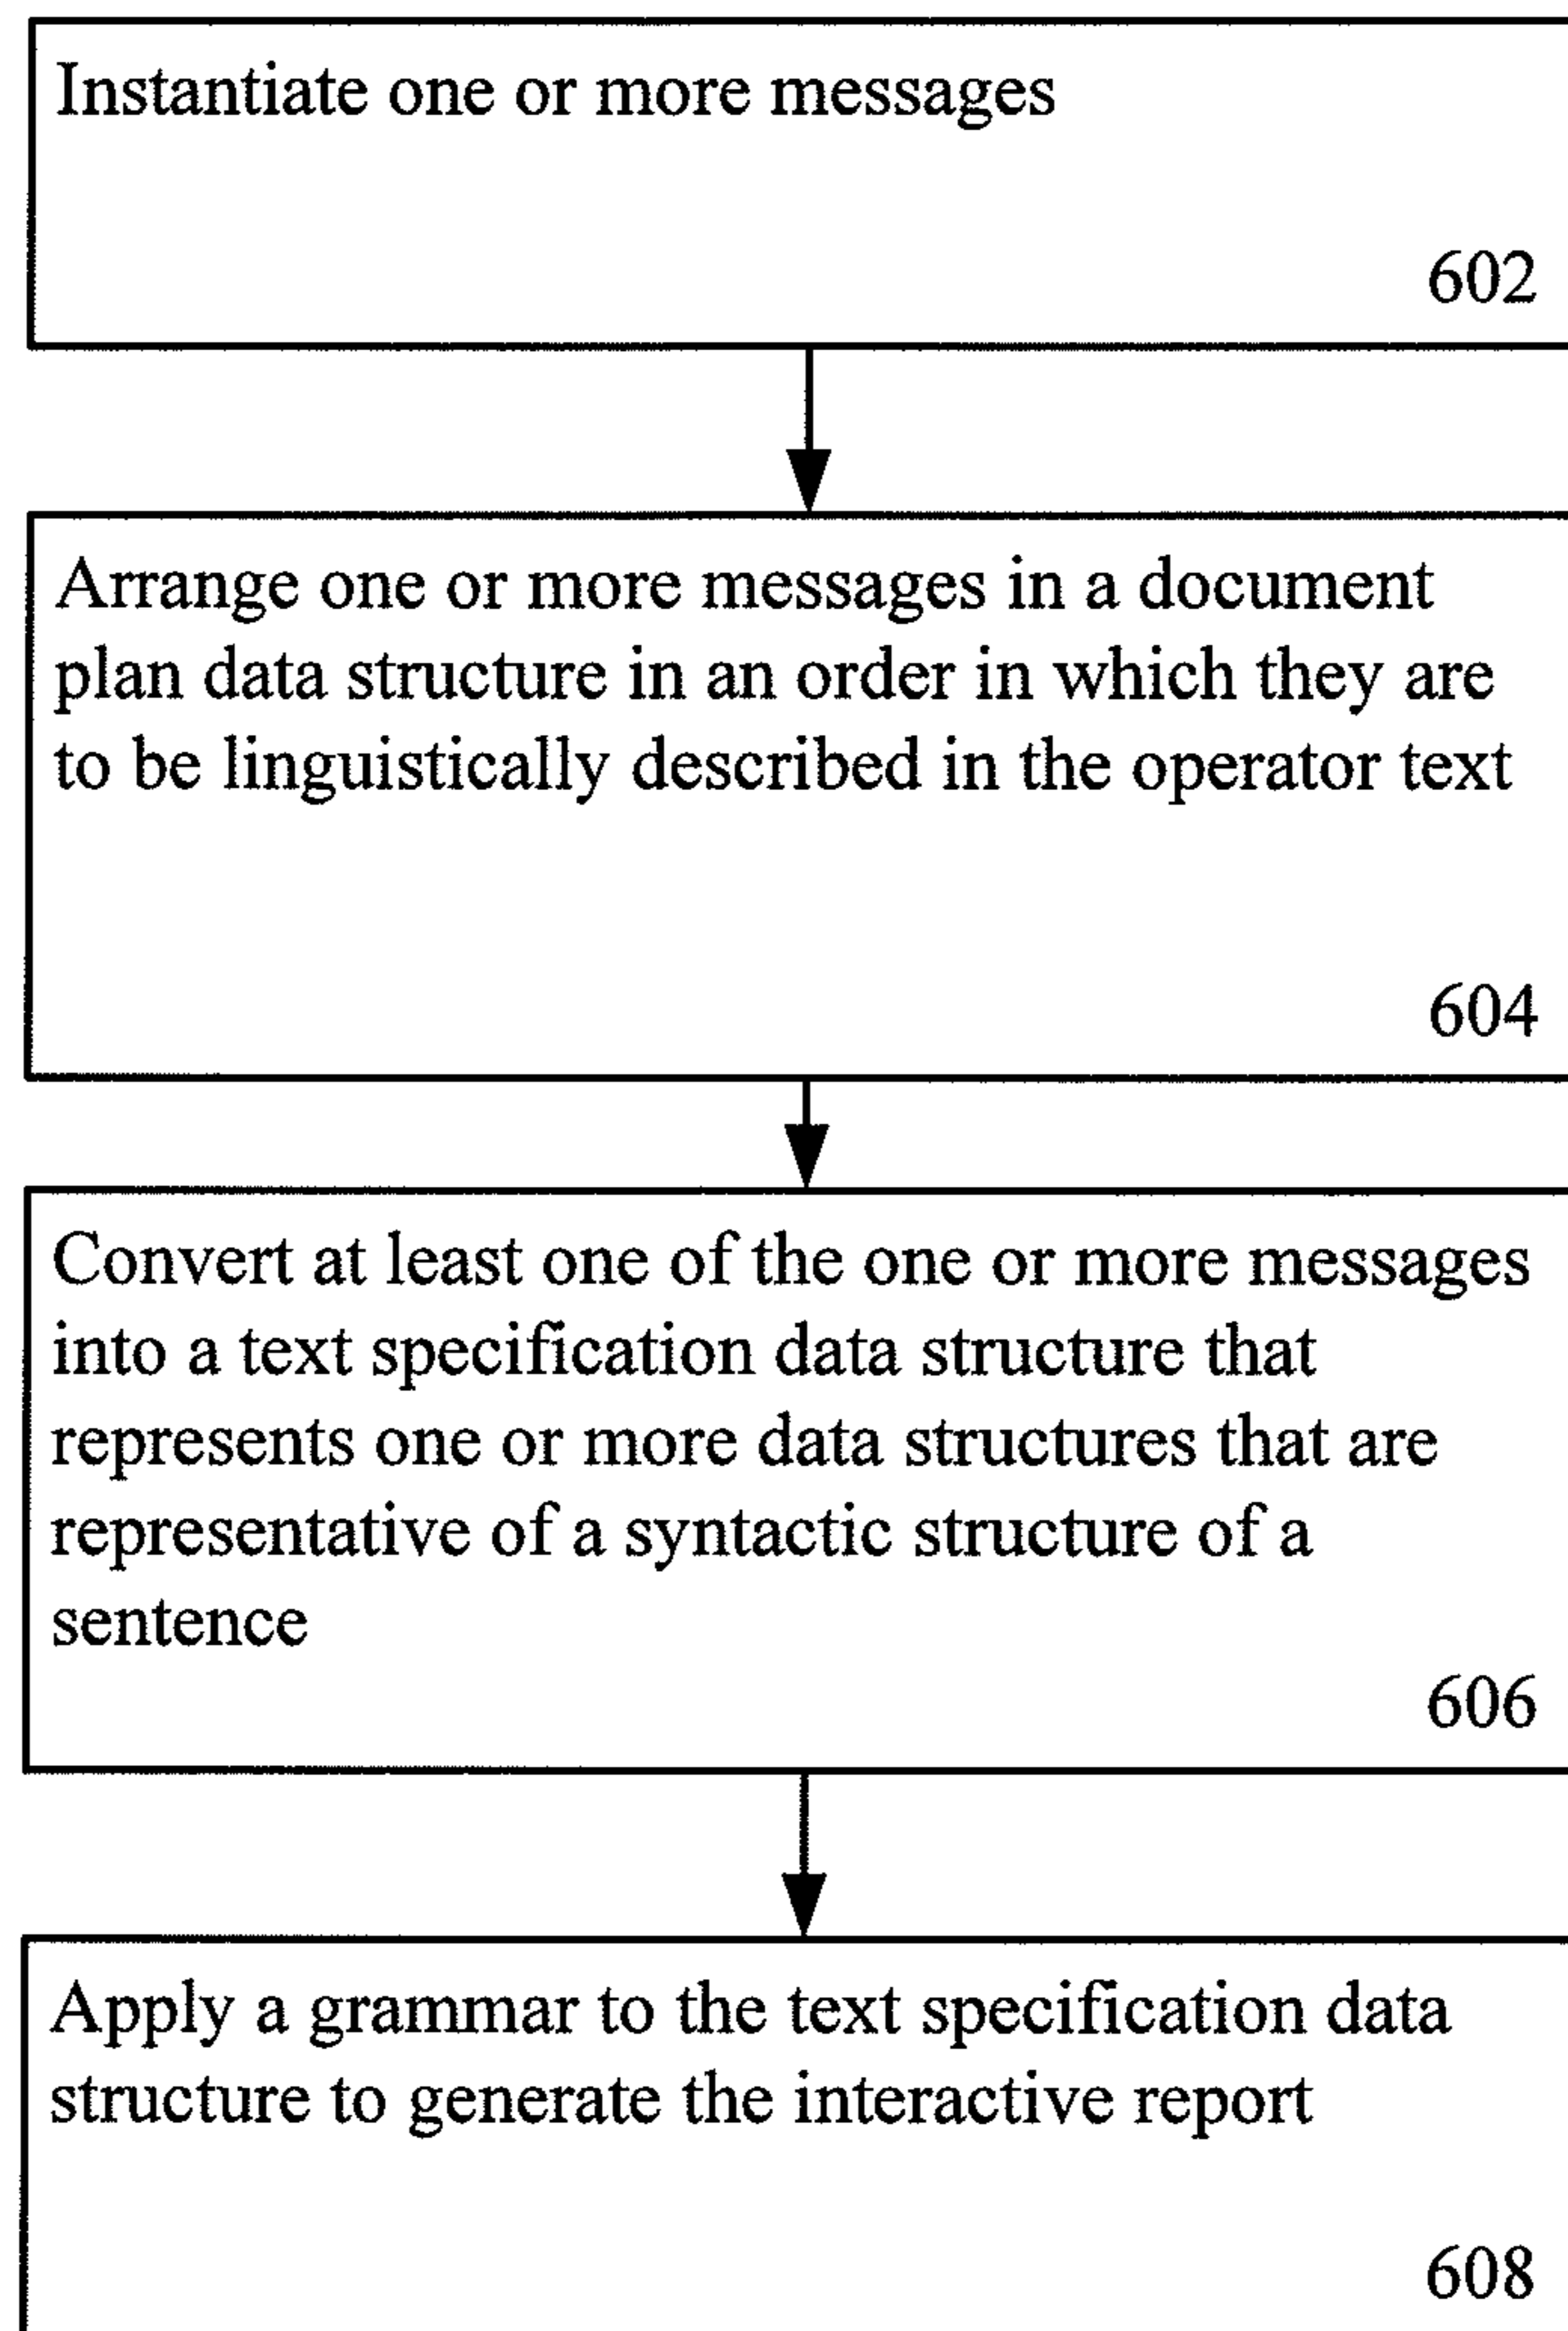 Instantiate one or more messages
602
Arrange one or more messages in a document
plan data structure in an order in which they are
to be linguistically described in the operator text
604
Convert at least one of the one or more messages
into a text specification data structure that
represents one or more data structures that are
representative of a syntactic structure of a
sentence
606
Apply a grammar to the text specification data
structure to generate the interactive report
608